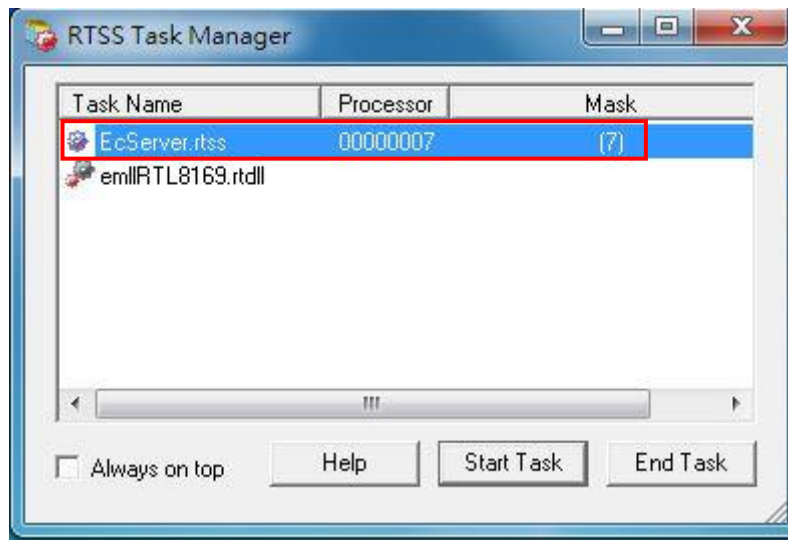 RTSS Task Manager
Task Name Processor Mask
EcServer.rtss 00000007 (7)
emllRTL8169.rtdll
Always on top Help Start Task End Task